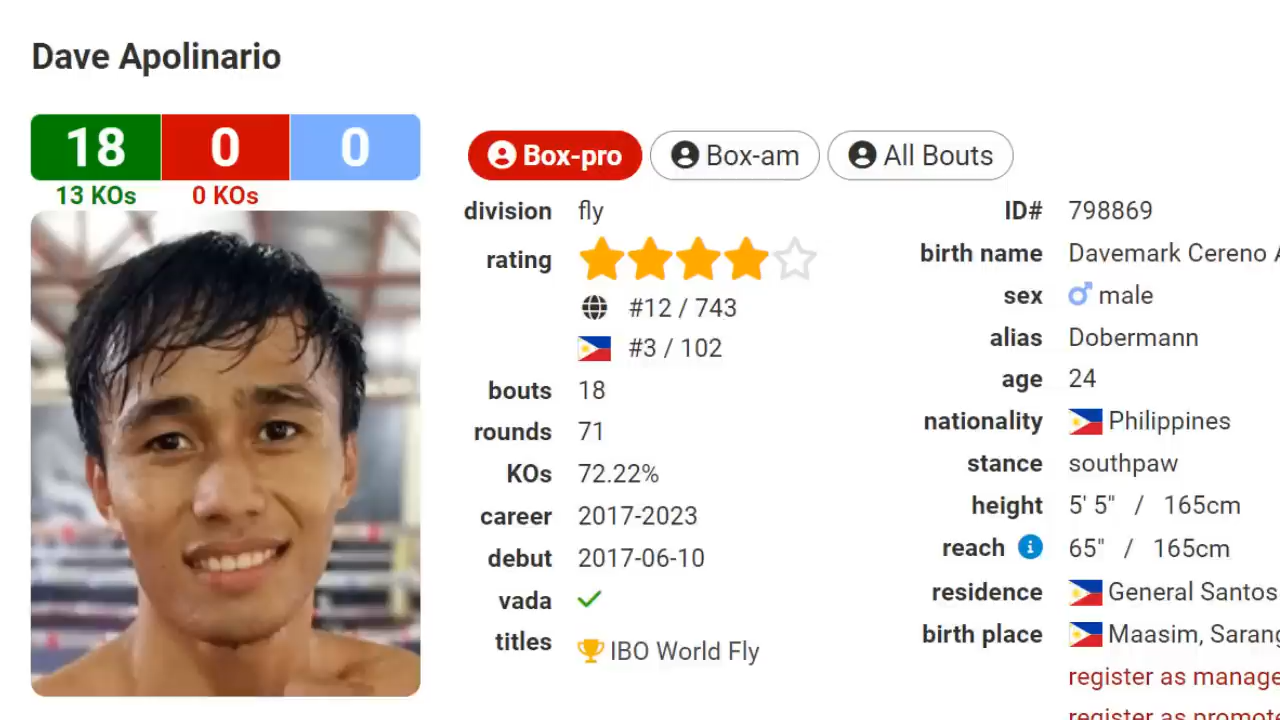 Dave Apolinario
18 0 0
13 KOs 0 KOs
Box-pro Box-am All Bouts
division fly
rating
#12 / 743
#3 / 102
bouts 18
rounds 71
KOs 72.22%
career 2017-2023
debut 2017-06-10
vada
titles IBO World Fly
ID# 798869
birth name Davemark Cereno
sex male
alias Dobermann
age 24
nationality Philippines
stance southpaw
height 5' 5" / 165cm
reach 65" / 165cm
residence General Santos
birth place Maasim,
register as
register as